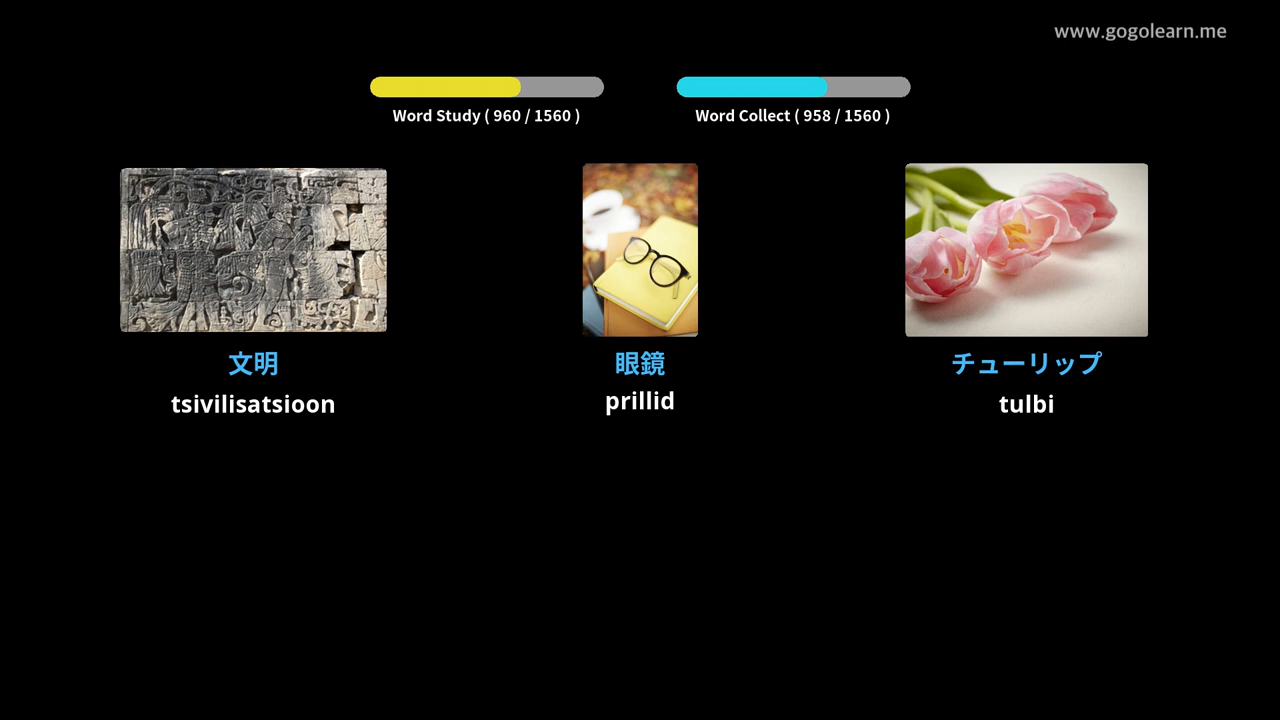 www.gogolearn.me
Word Study ( 960 / 1560 )
Word Collect ( 958 / 1560 )
文明
tsivilisatsioon
眼鏡
prillid
チューリップ
tulbi